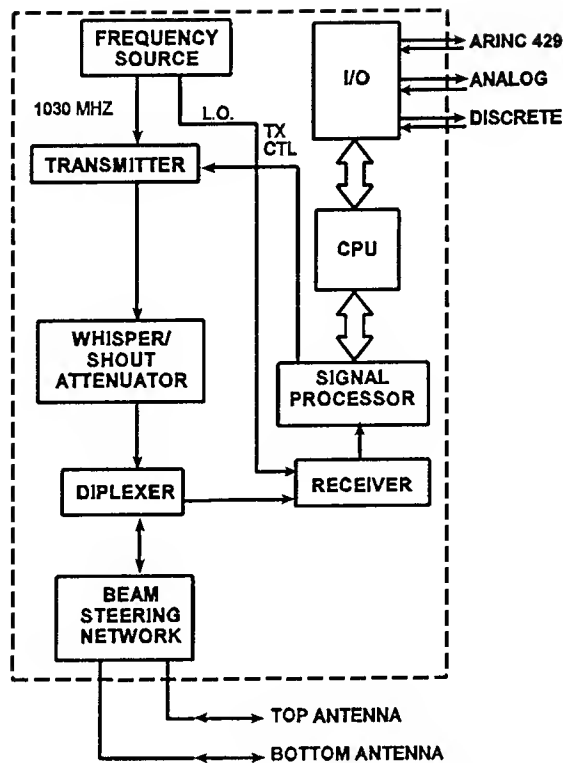 FREQUENCY
SOURCE
I/O
ARINC 429
ANALOG
DISCRETE
1030 MHZ
L.O.
TX
CTL
TRANSMITTER
CPU
WHISPER/
SHOUT
ATTENUATOR
SIGNAL
PROCESSOR
DIPLEXER
RECEIVER
BEAM
STEERING
NETWORK
TOP ANTENNA
BOTTOM ANTENNA